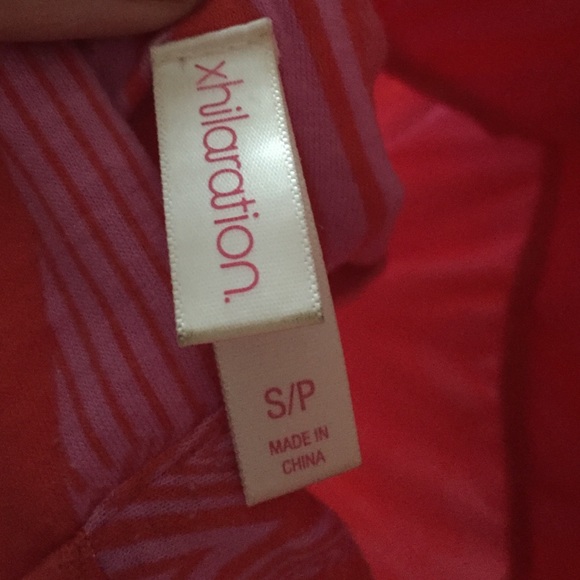 xhilaration.
S/P
MADE IN
CHINA